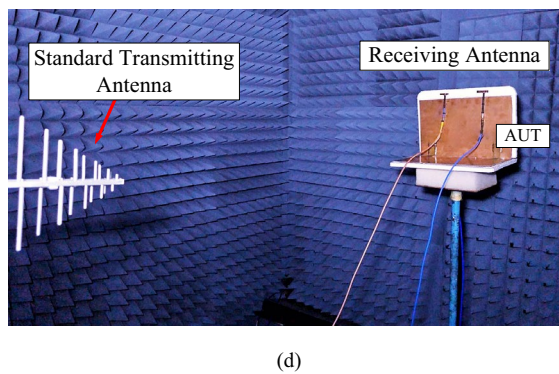 Standard Transmitting
Antenna
Receiving Antenna
AUT
(d)